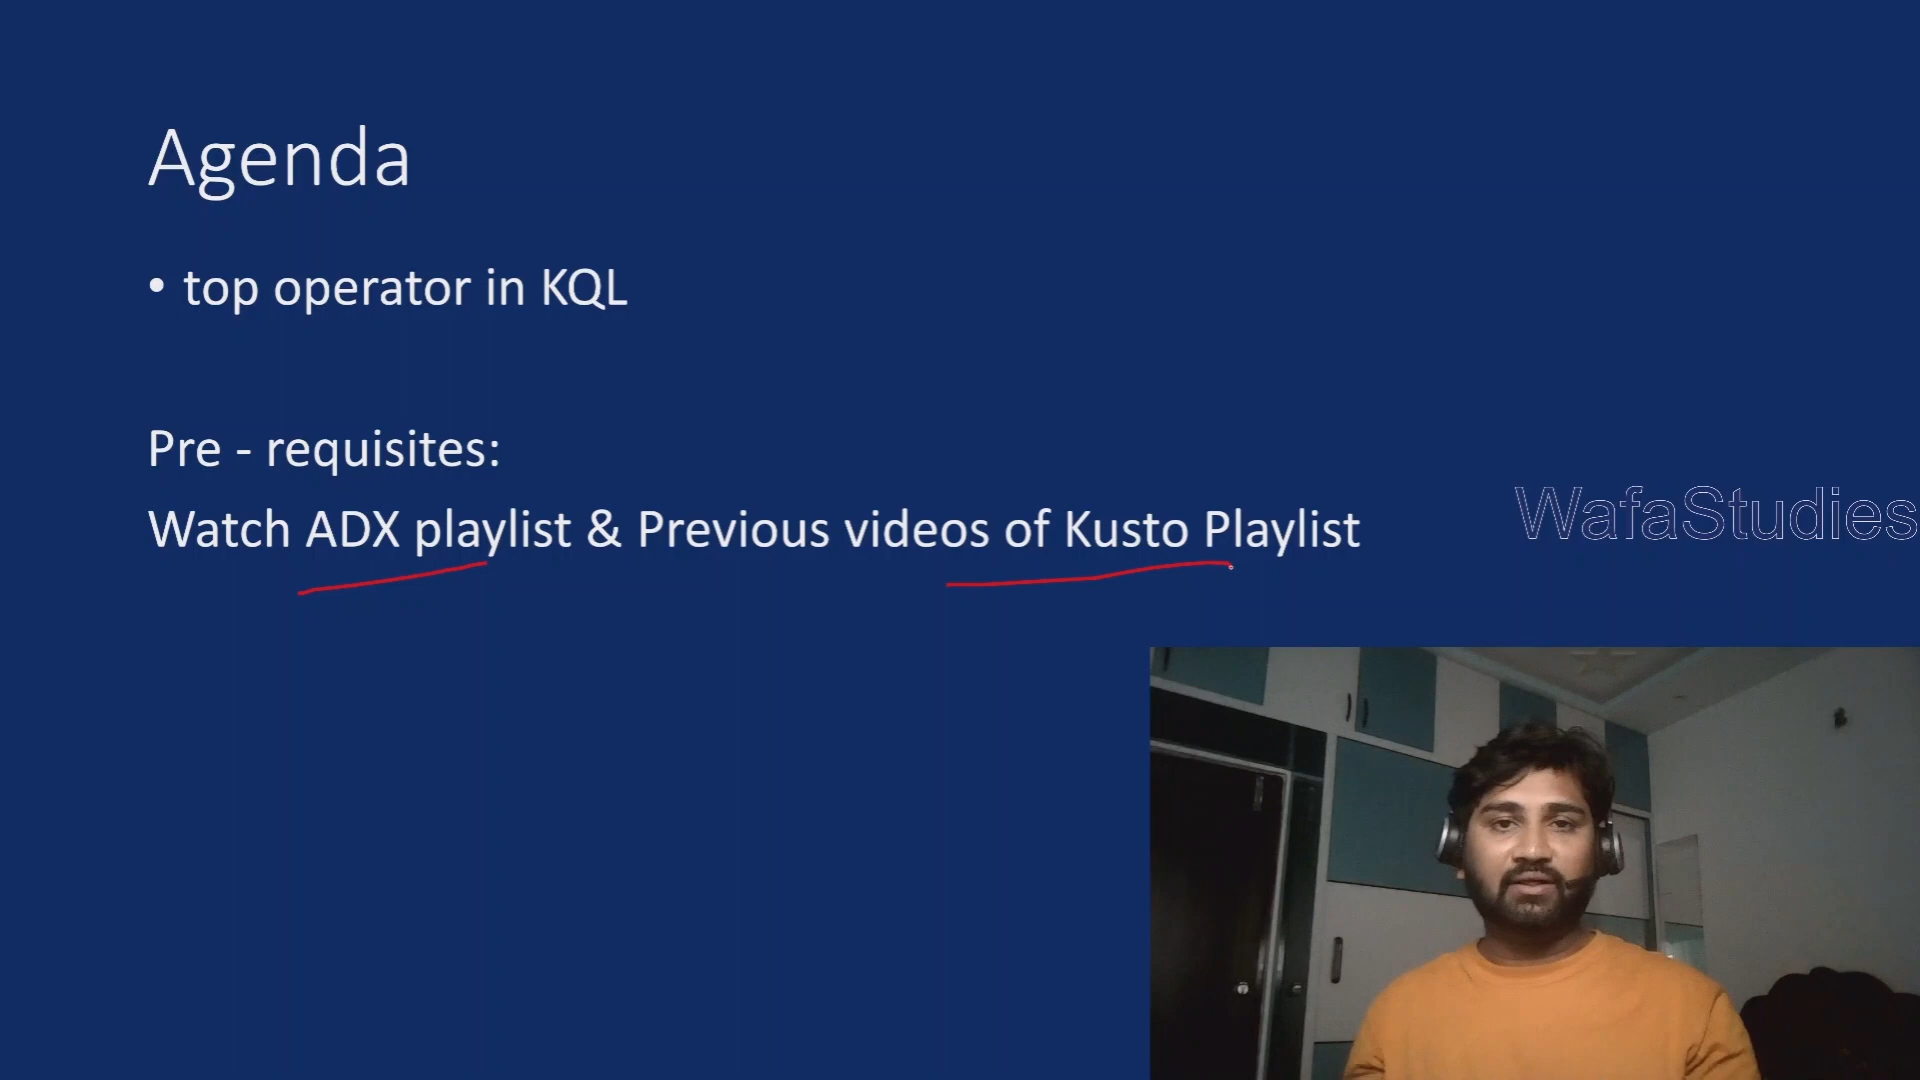 Agenda
• top operator in KQL
Pre - requisites:
Watch ADX playlist & Previous videos of Kusto Playlist
WafaStudies